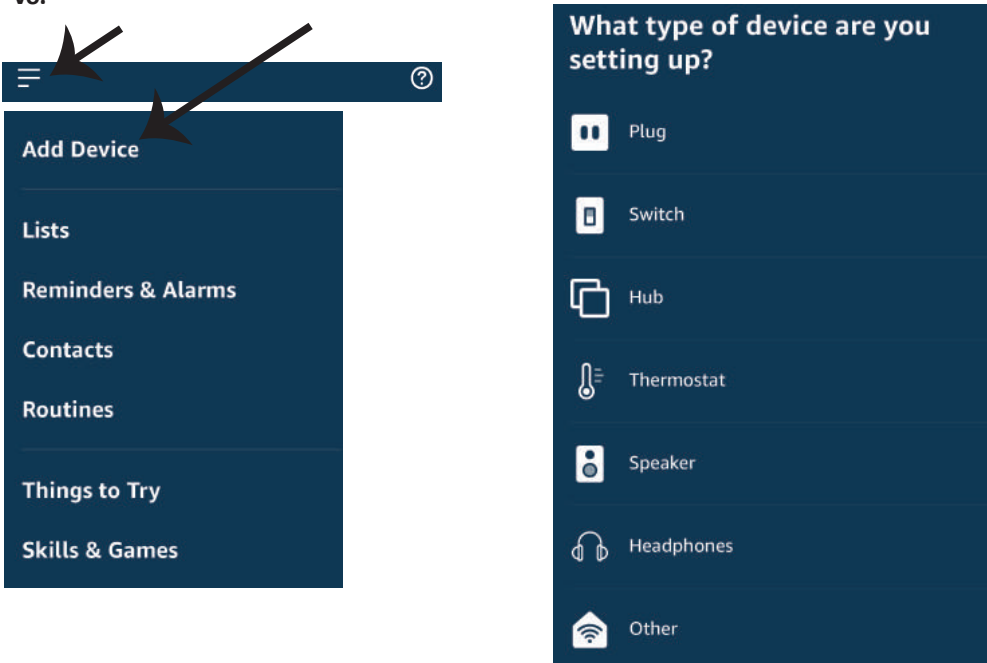 Add Device
Lists
Reminders & Alarms
Contacts
Routines
Things to Try
Skills & Games
What type of device are you
setting up?
Plug
Switch
Hub
Thermostat
Speaker
Headphones
Other